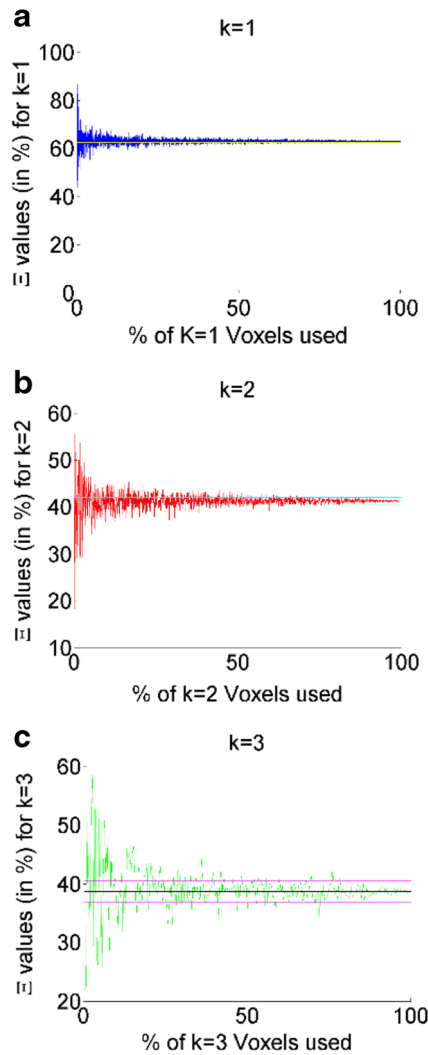 a
k=1
Ξ values (in %) for k=1
100
80
60
40
20
0
0 50 100
% of K=1 Voxels used
b
k=2
Ξ values (in %) for k=2
60
50
40
30
20
10
0 50 100
% of k=2 Voxels used
c
k=3
Ξ values (in %) for k=3
60
50
40
30
20
0 50 100
% of k=3 Voxels used